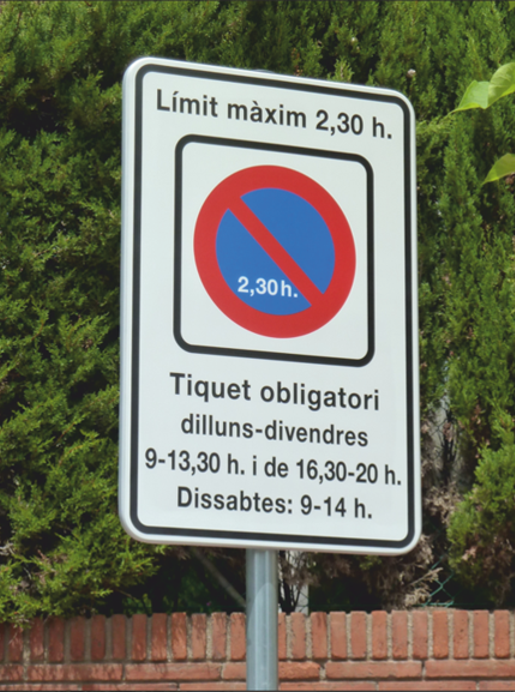 Límit màxim 2,30 h.
2,30 h.
Tiquet obligatori
dilluns-divendres
9-13,30 h. i de 16,30-20 h.
Dissabtes: 9-14 h.